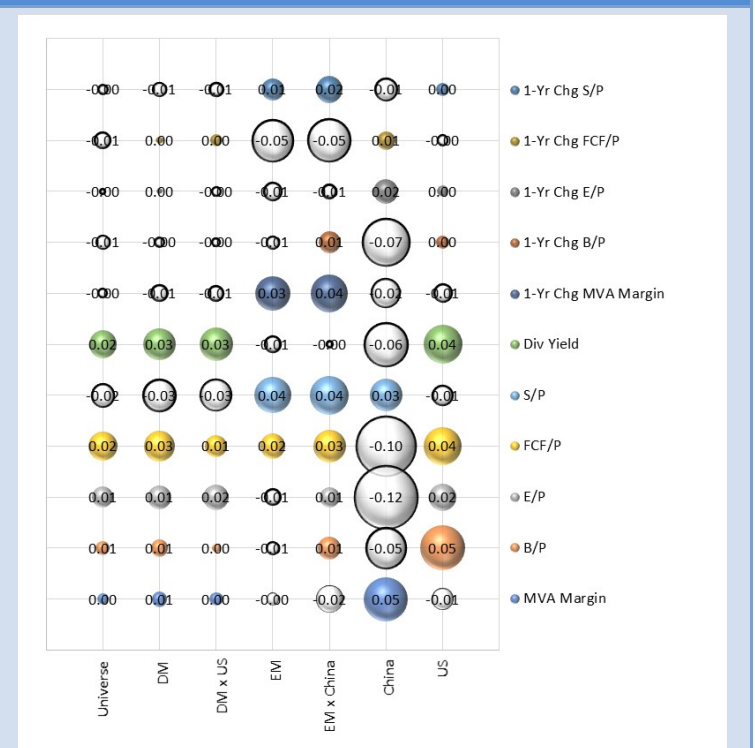 -0.00 -0.01 -0.01 0.01 0.02 -0.01 0.00 1-Yr Chg S/P
-0.01 0.00 0.00 -0.05 -0.05 0.01 -0.00 1-Yr Chg FCF/P
-0.00 0.00 -0.00 -0.01 -0.01 0.02 0.00 1-Yr Chg E/P
-0.01 -0.00 -0.00 -0.01 0.01 -0.07 0.00 1-Yr Chg B/P
-0.00 -0.01 -0.01 0.03 0.04 -0.02 -0.01 1-Yr Chg MVA Margin
0.02 0.03 0.03 -0.01 -0.00 -0.06 0.04 Div Yield
-0.02 -0.03 -0.03 0.04 0.04 0.03 -0.01 S/P
0.02 0.03 0.01 0.02 0.03 -0.10 0.04 FCF/P
0.01 0.01 0.02 -0.01 0.01 -0.12 0.02 E/P
0.01 0.01 0.00 -0.01 0.01 -0.05 0.05 B/P
0.00 0.01 0.00 -0.00 -0.02 0.05 -0.01 MVA Margin
Universe
DM
DM x US
EM
EM x China
China
US